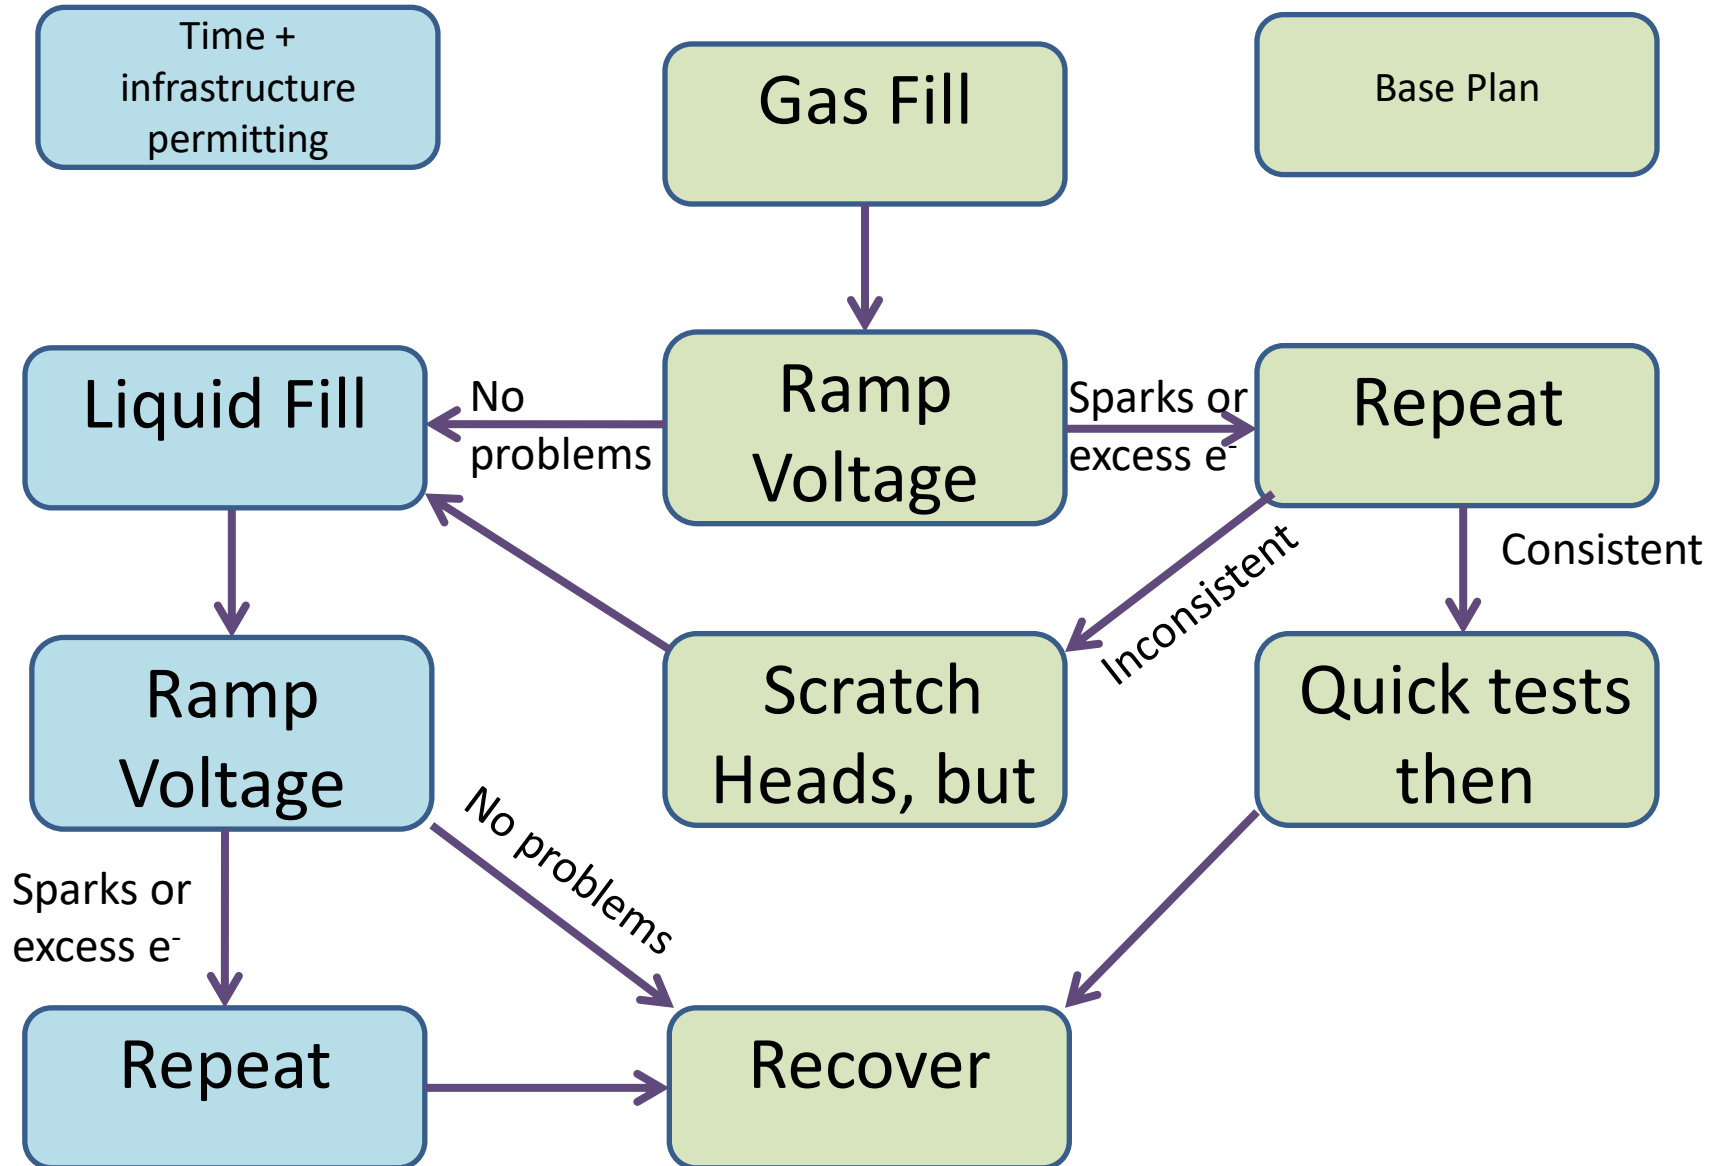 Time +
infrastructure
permitting
Gas Fill
Base Plan
Liquid Fill
No
problems
Ramp
Voltage
Sparks or
excess e⁻
Repeat
Inconsistent
Consistent
Ramp
Voltage
Scratch
Heads, but
Quick tests
then
No problems
Sparks or
excess e⁻
Repeat
Recover